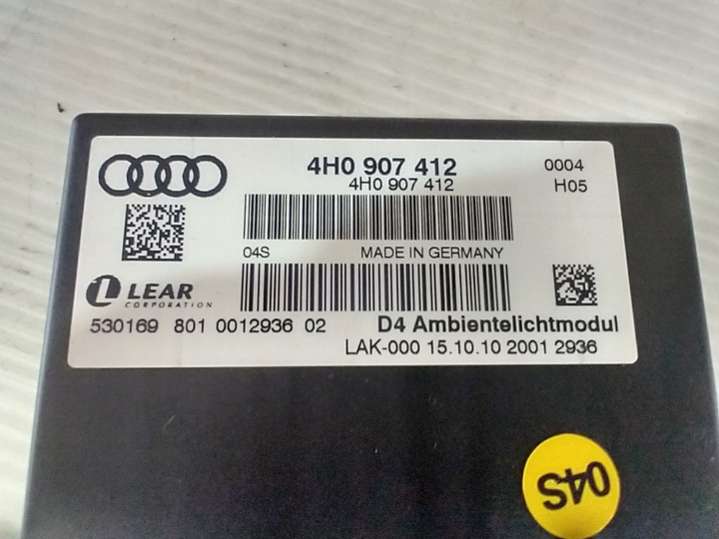 4H0 907 412
0004
4H0 907 412
H05
04S MADE IN GERMANY
LEAR
CORPORATION
530169 801 0012936 02
D4 Ambientelichtmodul
LAK-000 15.10.10 2001 2936
04S